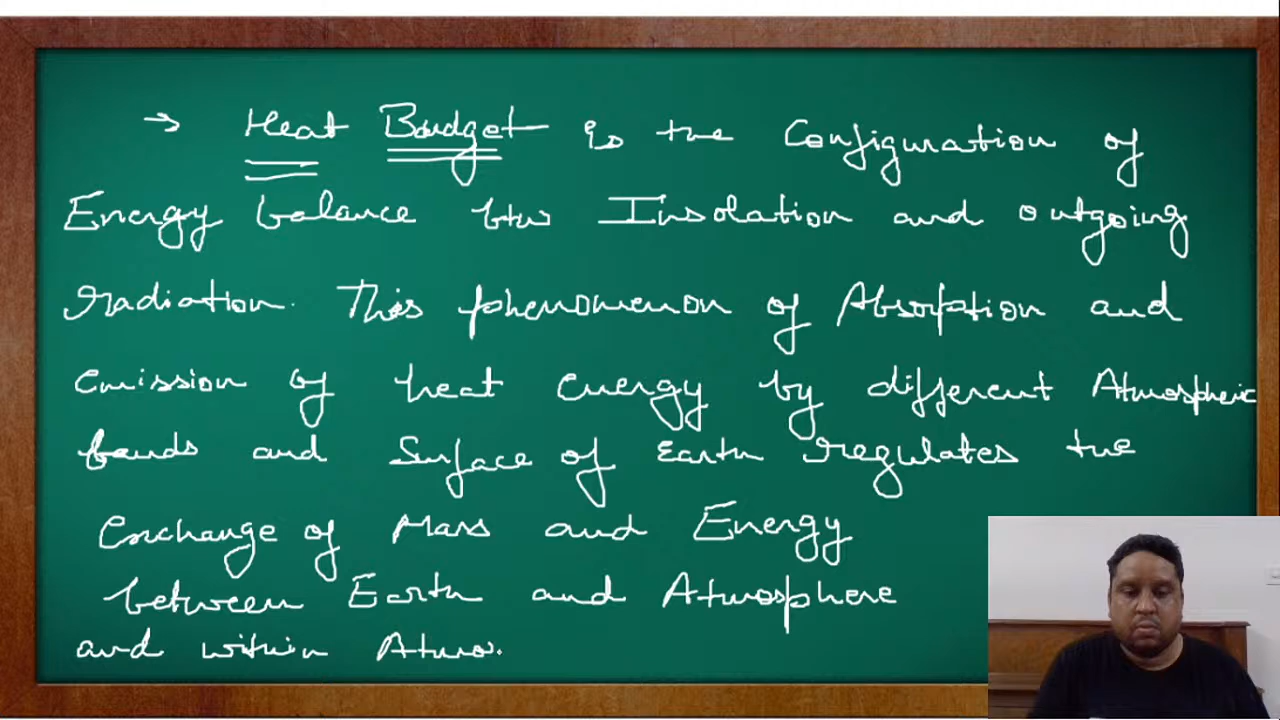 → Heat Budget is the Configuration of
Energy balance btw Insolation and outgoing
radiation. This phenomenon of Absorption and
emission of heat energy by different Atmospheric
bands and Surface of Earth regulates the
exchange of Mass and Energy
between Earth and Atmosphere
and within Atmo.